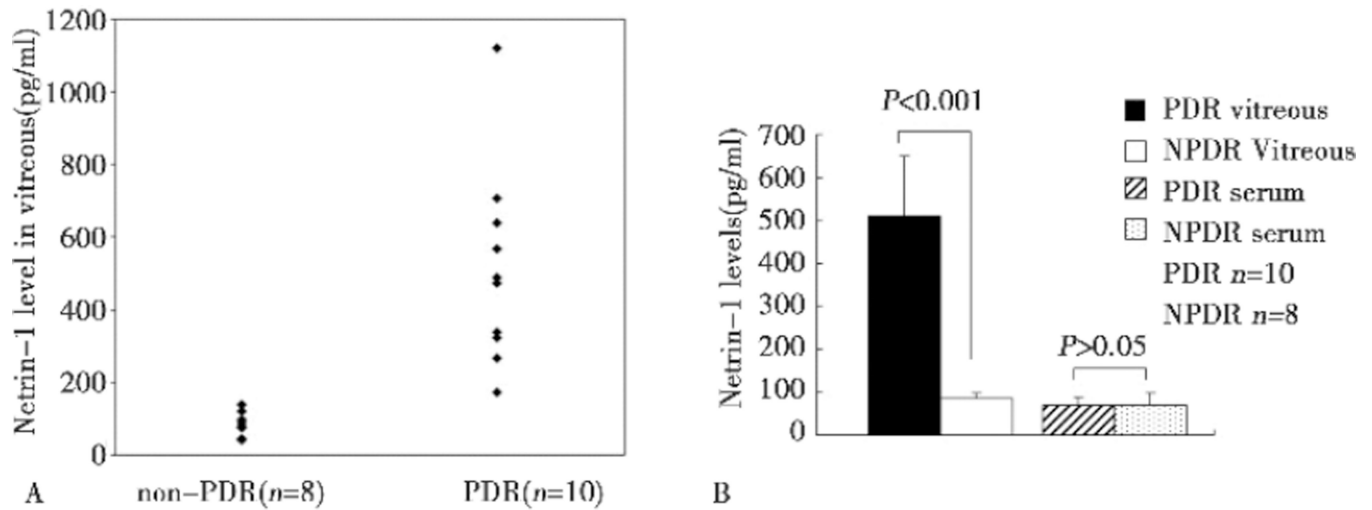 Netrin-1 level in vitreous(pg/ml)
1200
1000
800
600
400
200
0
non-PDR(n=8)
PDR(n=10)
A
Netrin-1 levels(pg/ml)
700
600
500
400
300
200
100
0
P<0.001
P>0.05
PDR vitreous
NPDR Vitreous
PDR serum
NPDR serum
PDR n=10
NPDR n=8
B